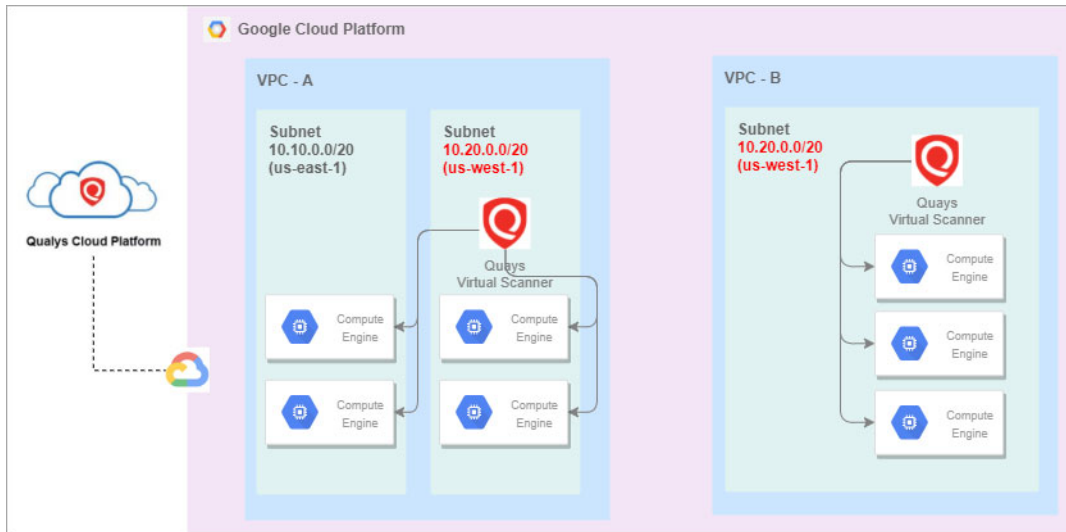 Google Cloud Platform
VPC - A
Subnet
10.10.0.0/20
(us-east-1)
Subnet
10.20.0.0/20
(us-west-1)
Quays
Virtual Scanner
Compute
Engine
Compute
Engine
Compute
Engine
Compute
Engine
VPC - B
Subnet
10.20.0.0/20
(us-west-1)
Quays
Virtual Scanner
Compute
Engine
Compute
Engine
Compute
Engine
Qualys Cloud Platform